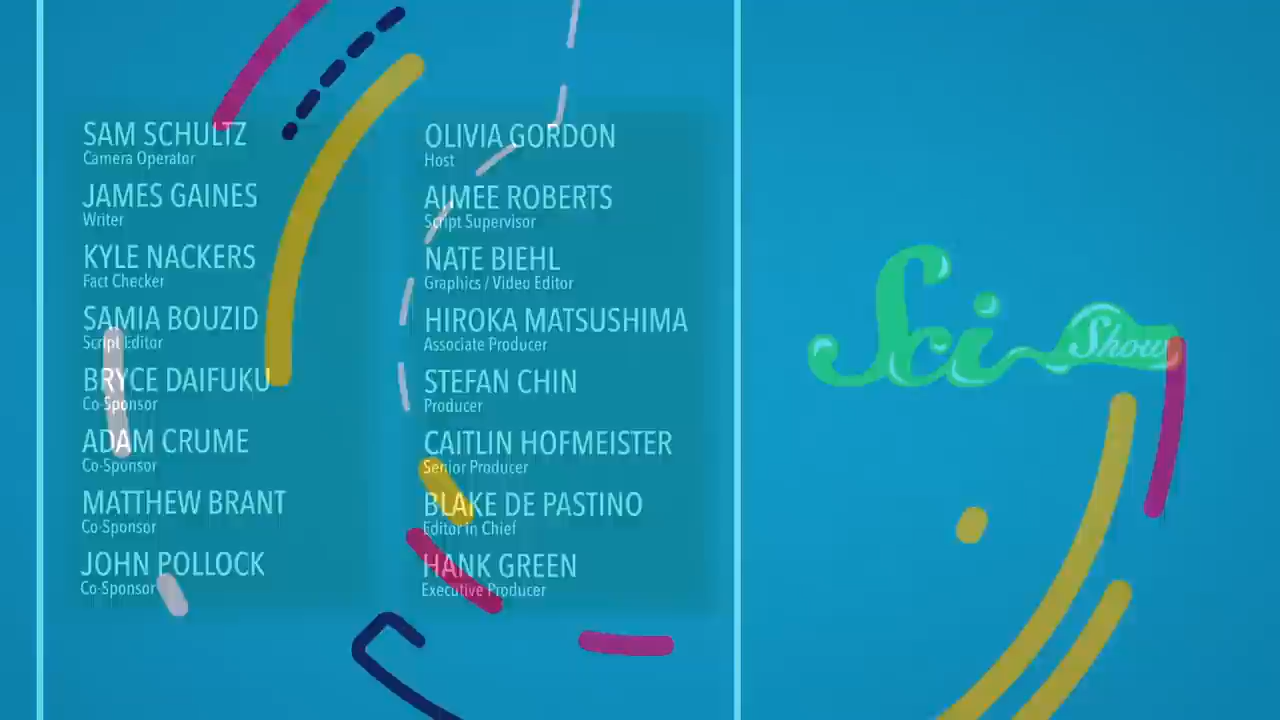 SAM SCHULTZ
Camera Operator
JAMES GAINES
Writer
KYLE NACKERS
Fact Checker
SAMIA BOUZID
Script Editor
BRYCE DAIFUKU
Co-Sponsor
ADAM CRUME
Co-Sponsor
MATTHEW BRANT
Co-Sponsor
JOHN POLLOCK
Co-Sponsor
OLIVIA GORDON
Host
AIMEE ROBERTS
Script Supervisor
NATE BIEHL
Graphics / Video Editor
HIROKA MATSUSHIMA
Associate Producer
STEFAN CHIN
Producer
CAITLIN HOFMEISTER
Senior Producer
BLAKE DE PASTINO
Editor in Chief
HANK GREEN
Executive Producer
Sci Show